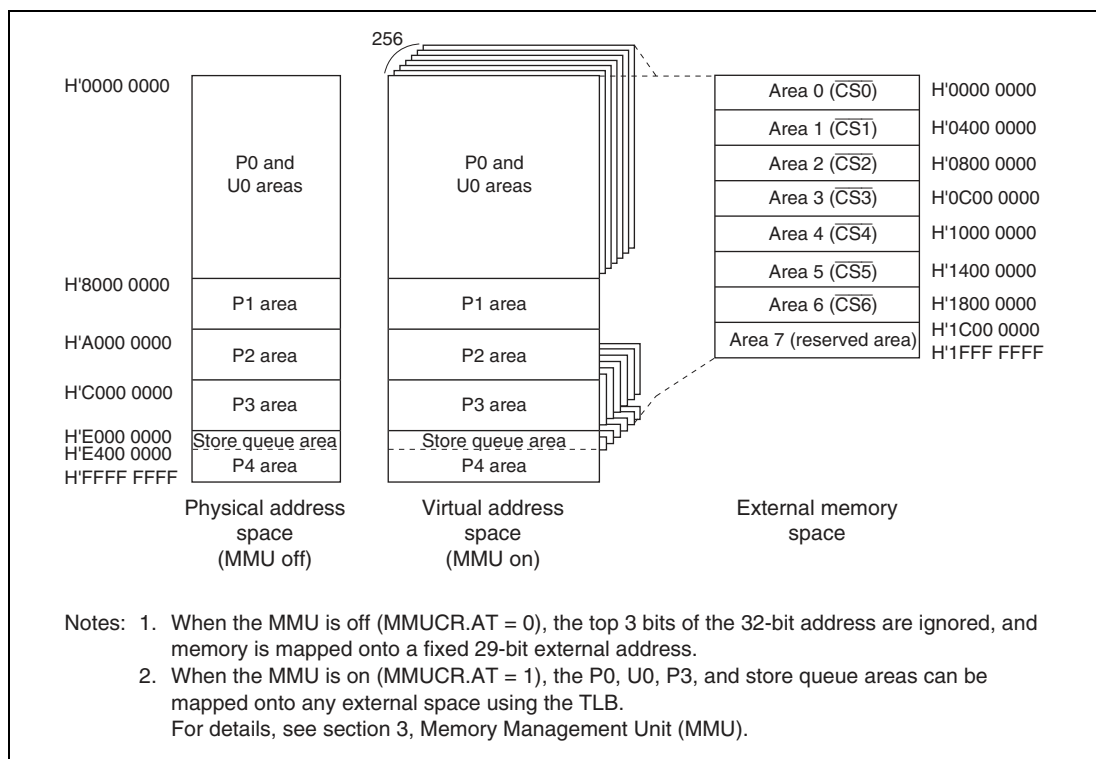 256
H'0000 0000
P0 and
U0 areas
H'8000 0000
P1 area
H'A000 0000
P2 area
H'C000 0000
P3 area
H'E000 0000
Store queue area
H'E400 0000
P4 area
H'FFFF FFFF
Physical address
space
(MMU off)
P0 and
U0 areas
P1 area
P2 area
P3 area
Store queue area
P4 area
Virtual address
space
(MMU on)
Area 0 (CS0) H'0000 0000
Area 1 (CS1) H'0400 0000
Area 2 (CS2) H'0800 0000
Area 3 (CS3) H'0C00 0000
Area 4 (CS4) H'1000 0000
Area 5 (CS5) H'1400 0000
Area 6 (CS6) H'1800 0000
Area 7 (reserved area) H'1C00 0000
H'1FFF FFFF
External memory
space
Notes: 1. When the MMU is off (MMUCR.AT = 0), the top 3 bits of the 32-bit address are ignored, and
memory is mapped onto a fixed 29-bit external address.
2. When the MMU is on (MMUCR.AT = 1), the P0, U0, P3, and store queue areas can be
mapped onto any external space using the TLB.
For details, see section 3, Memory Management Unit (MMU).